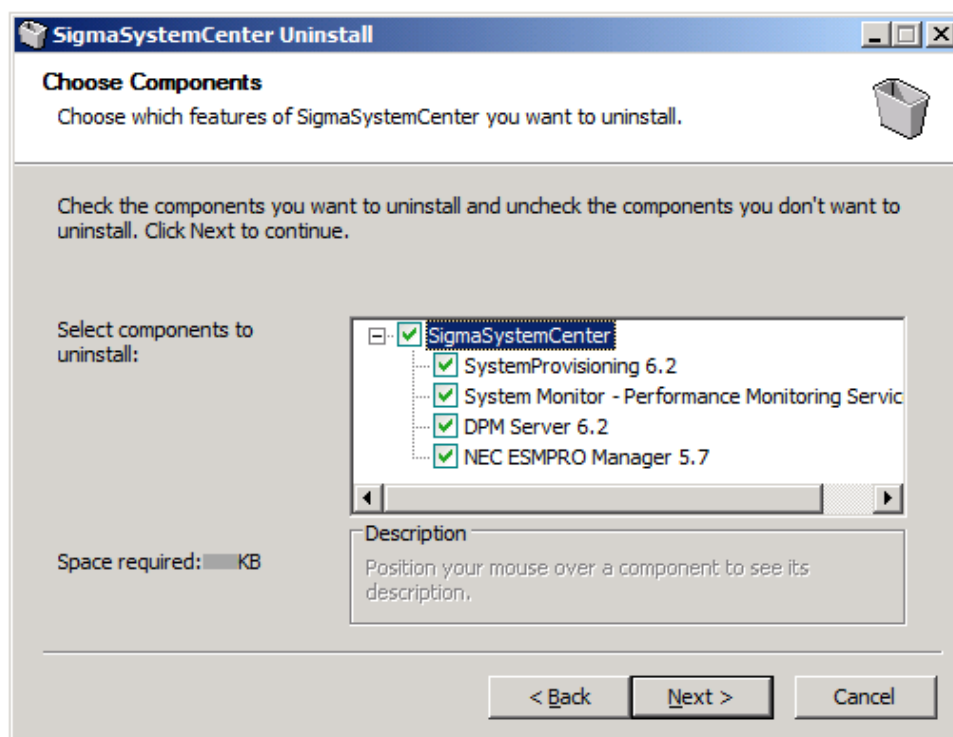 SigmaSystemCenter Uninstall
Choose Components
Choose which features of SigmaSystemCenter you want to uninstall.
Check the components you want to uninstall and uncheck the components you don't want to
uninstall. Click Next to continue.
Select components to
uninstall:
SigmaSystemCenter
SystemProvisioning 6.2
System Monitor - Performance Monitoring Servic
DPM Server 6.2
NEC ESMPRO Manager 5.7
Space required: KB
Description
Position your mouse over a component to see its
description.
< Back
Next >
Cancel